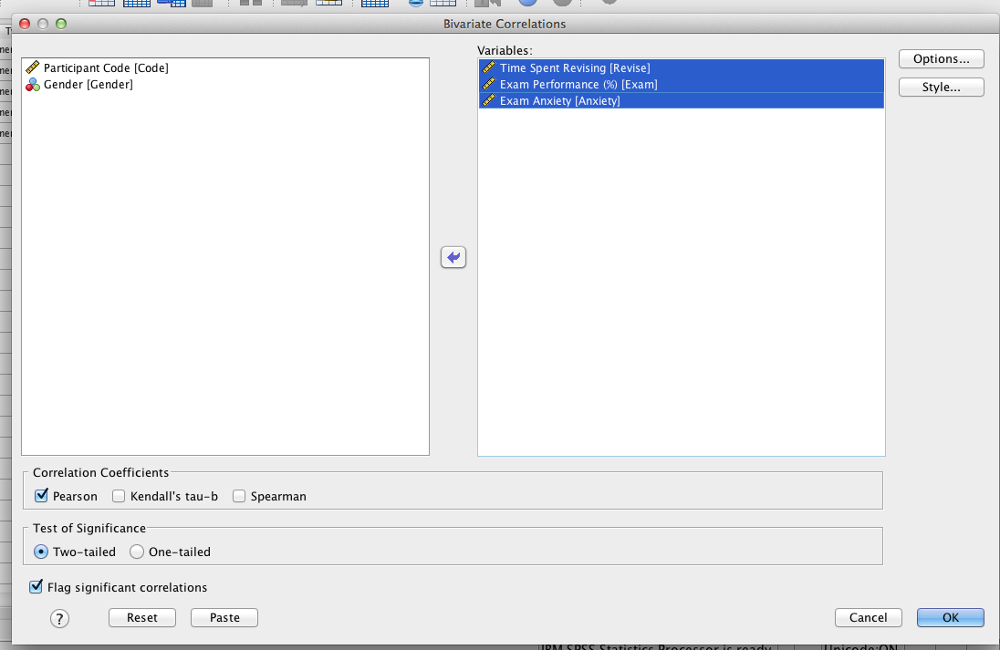 Bivariate Correlations
Variables:
Participant Code [Code]
Gender [Gender]
Time Spent Revising [Revise]
Exam Performance (%) [Exam]
Exam Anxiety [Anxiety]
Options...
Style...
Correlation Coefficients
Pearson Kendall's tau-b Spearman
Test of Significance
Two-tailed One-tailed
Flag significant correlations
? Reset Paste Cancel OK
IBM SPSS Statistics Processor is ready Unicode:ON